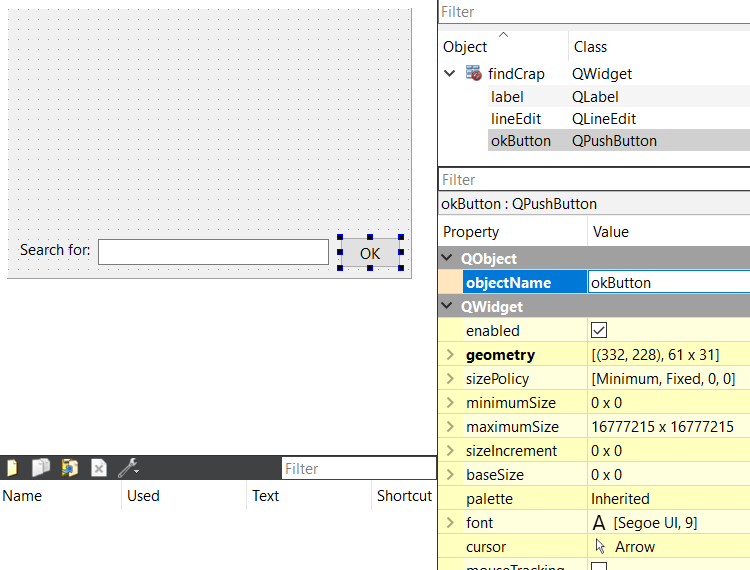 Filter
Object Class
findCrap QWidget
label QLabel
lineEdit QLineEdit
okButton QPushButton
Filter
okButton : QPushButton
Property Value
QObject
objectName okButton
QWidget
enabled
geometry [(332, 228), 61 x 31]
sizePolicy [Minimum, Fixed, 0, 0]
minimumSize 0 x 0
maximumSize 16777215 x 16777215
sizeIncrement 0 x 0
baseSize 0 x 0
palette Inherited
font A [Segoe UI, 9]
cursor Arrow
mouseTracking
Search for: OK
Filter
Name Used Text Shortcut